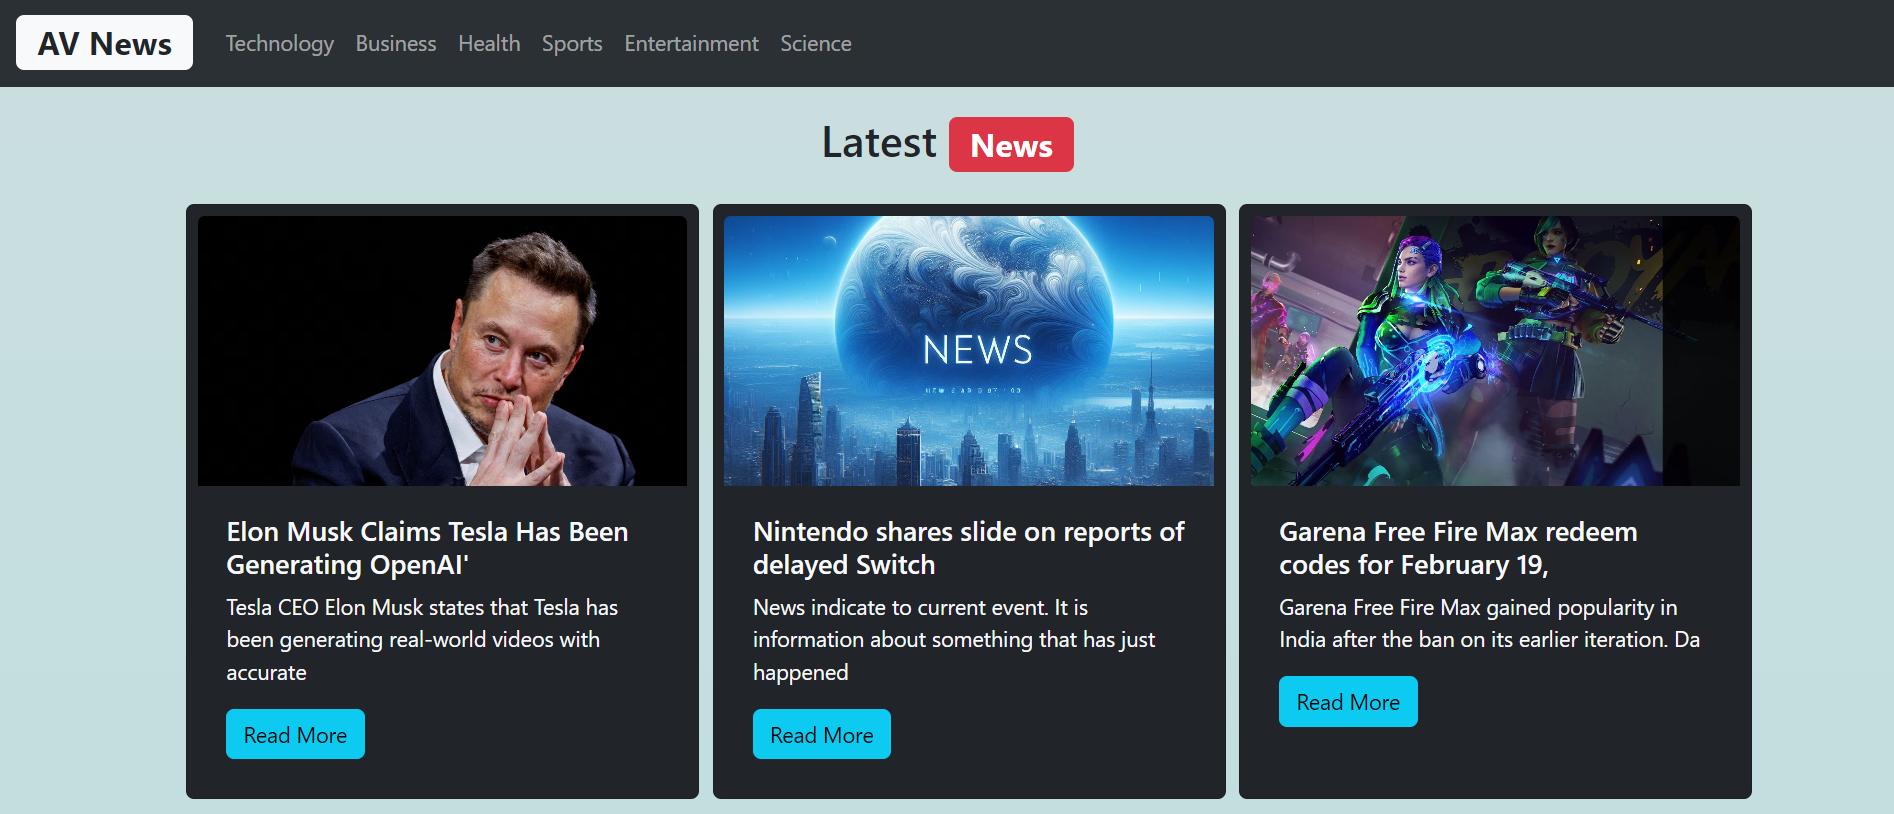 AV News
Technology Business Health Sports Entertainment Science
Latest News
NEWS
Elon Musk Claims Tesla Has Been
Generating OpenAI'
Tesla CEO Elon Musk states that Tesla has
been generating real-world videos with
accurate
Read More
Nintendo shares slide on reports of
delayed Switch
News indicate to current event. It is
information about something that has just
happened
Read More
Garena Free Fire Max redeem
codes for February 19,
Garena Free Fire Max gained popularity in
India after the ban on its earlier iteration. Da
Read More